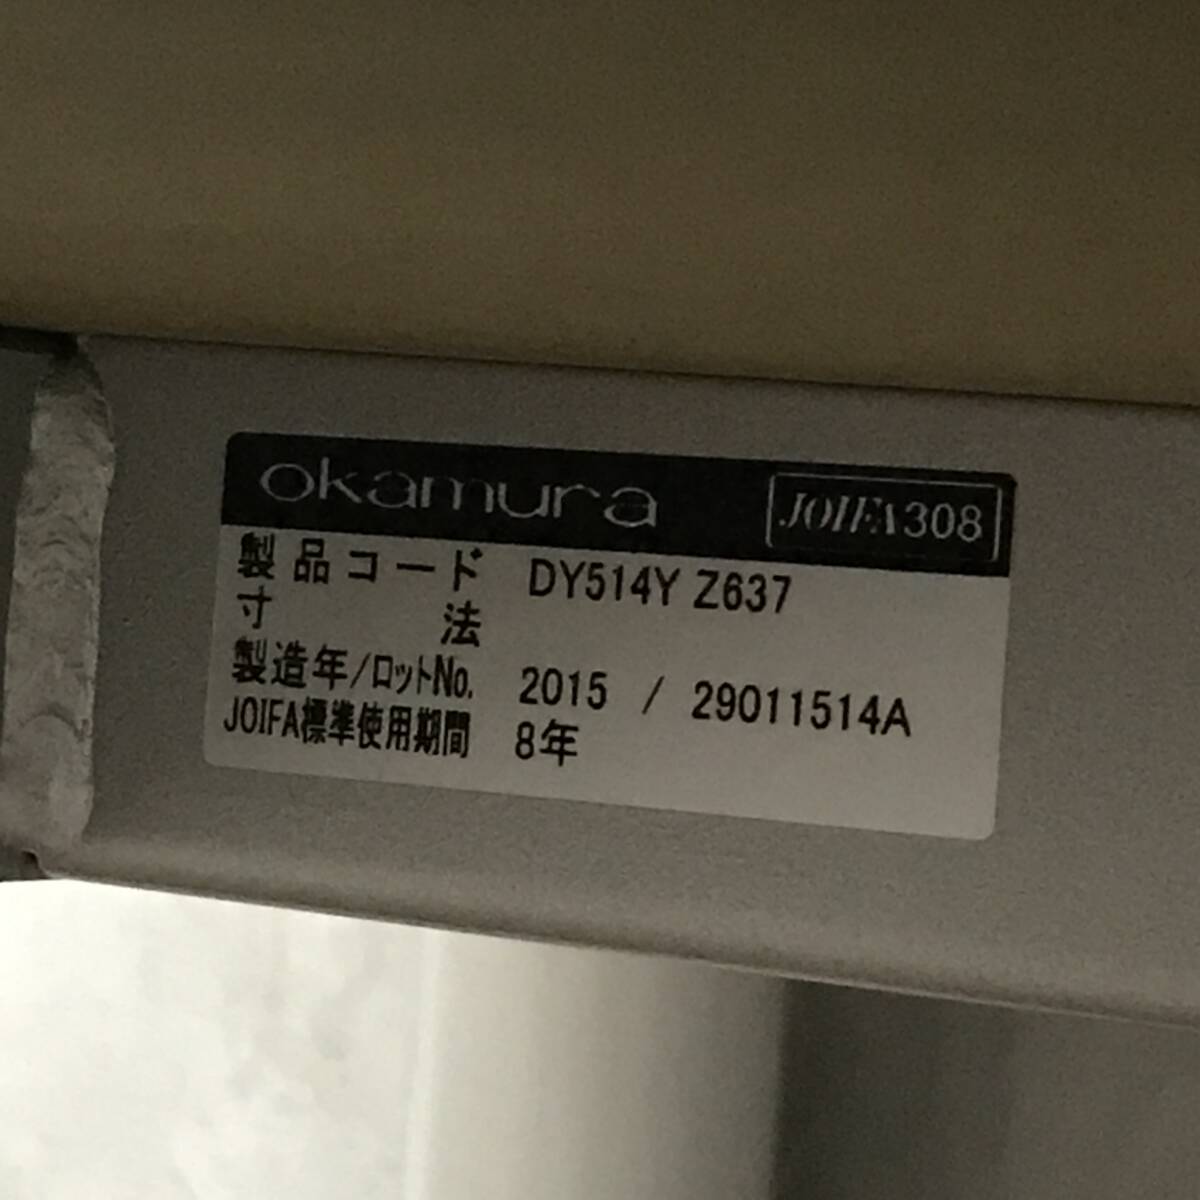 okamura JOIFA308
製品コード DY514Y Z637
寸法
製造年/ロットNo. 2015 / 29011514A
JOIFA標準使用期間 8年